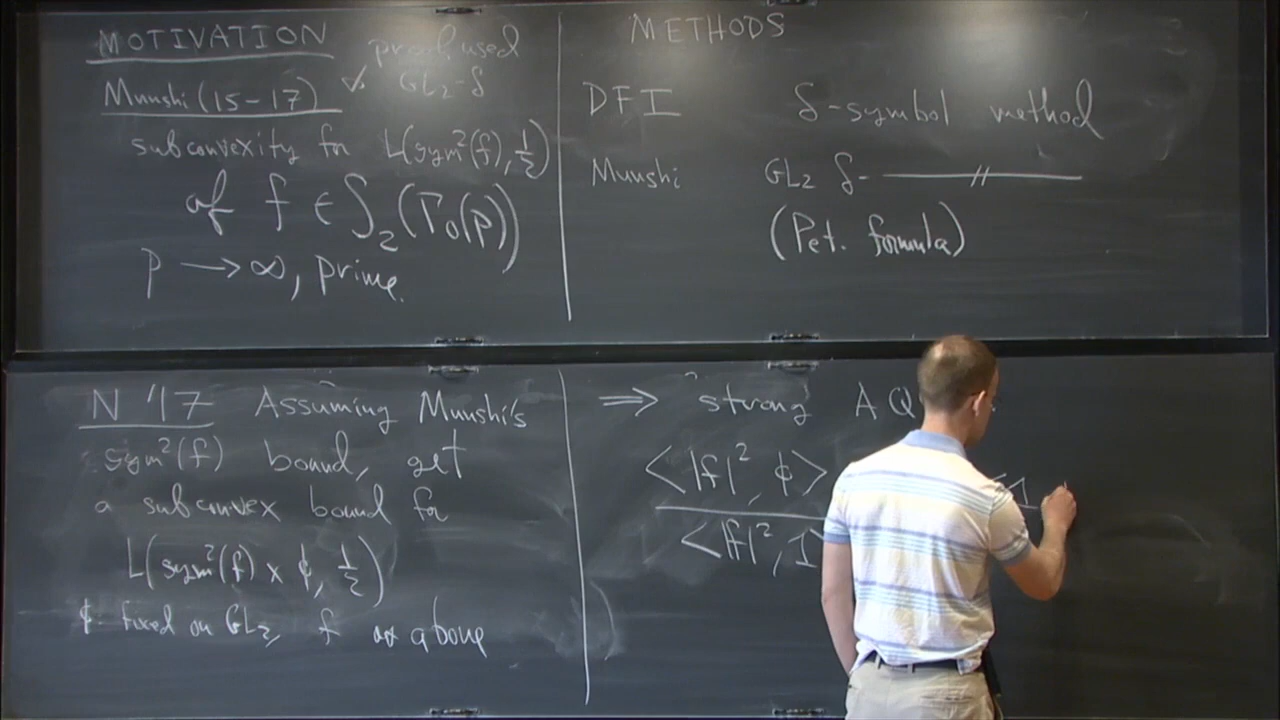 MOTIVATION
proof used
Munshi (15-17) ✓ GL₂-δ
subconvexity for L(sym²(f), ½)
of f ∈ S₂(Γ₀(p))
p → ∞, prime.
METHODS
DFI δ-symbol method
Munshi GL₂ δ- —//—
(Pet. formula)
N '17 Assuming Munshi's
sym²(f) bound, get
a subconvex bound for
L(sym²(f) × ϕ, ½)
ϕ fixed on GL₂, f as above
⇒ strong AQ
<|f|², ϕ>
<|f|², 1>